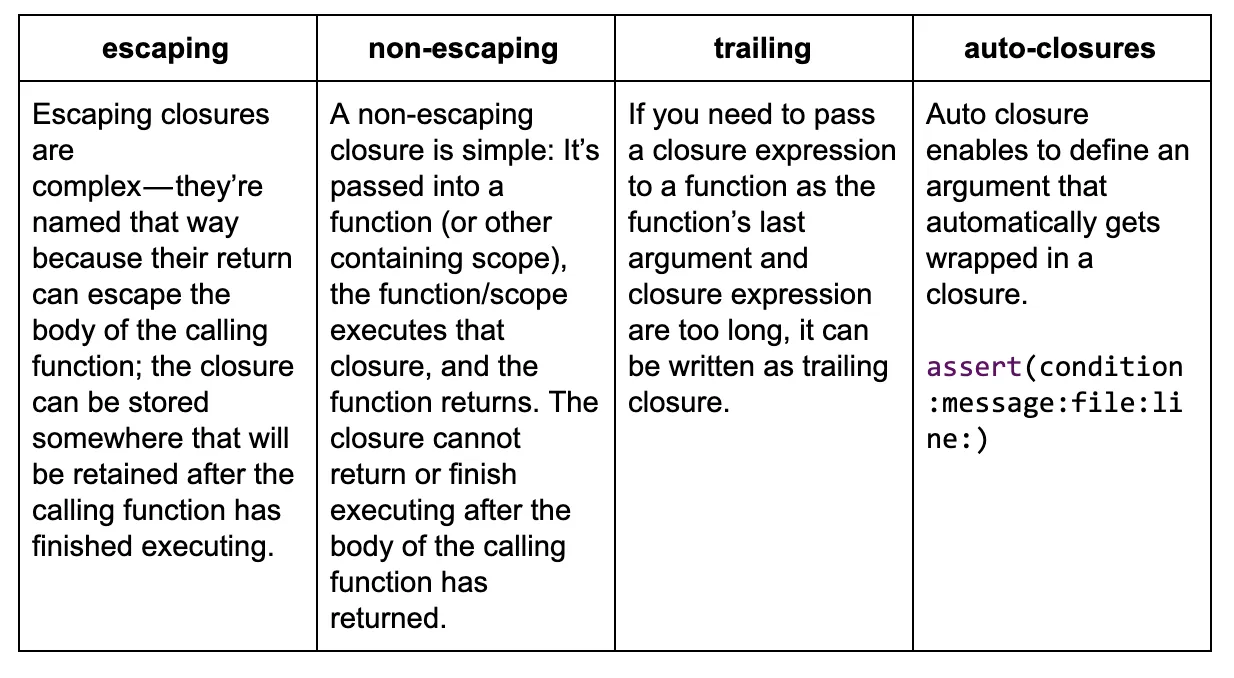 escaping
non-escaping
trailing
auto-closures
Escaping closures
are
complex — they’re
named that way
because their return
can escape the
body of the calling
function; the closure
can be stored
somewhere that will
be retained after the
calling function has
finished executing.
A non-escaping
closure is simple: It’s
passed into a
function (or other
containing scope),
the function/scope
executes that
closure, and the
function returns. The
closure cannot
return or finish
executing after the
body of the calling
function has
returned.
If you need to pass
a closure expression
to a function as the
function’s last
argument and
closure expression
are too long, it can
be written as trailing
closure.
Auto closure
enables to define an
argument that
automatically gets
wrapped in a
closure.
assert(condition
:message:file:li
ne:)